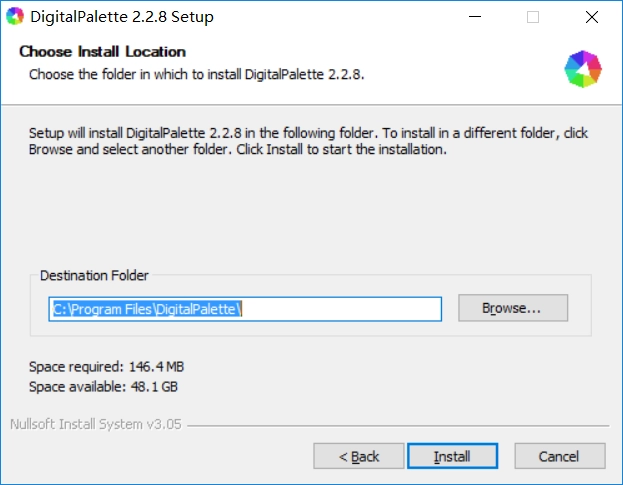 DigitalPalette 2.2.8 Setup
Choose Install Location
Choose the folder in which to install DigitalPalette 2.2.8.
Setup will install DigitalPalette 2.2.8 in the following folder. To install in a different folder, click
Browse and select another folder. Click Install to start the installation.
Destination Folder
C:\Program Files\DigitalPalette\
Browse...
Space required: 146.4 MB
Space available: 48.1 GB
Nullsoft Install System v3.05
< Back
Install
Cancel